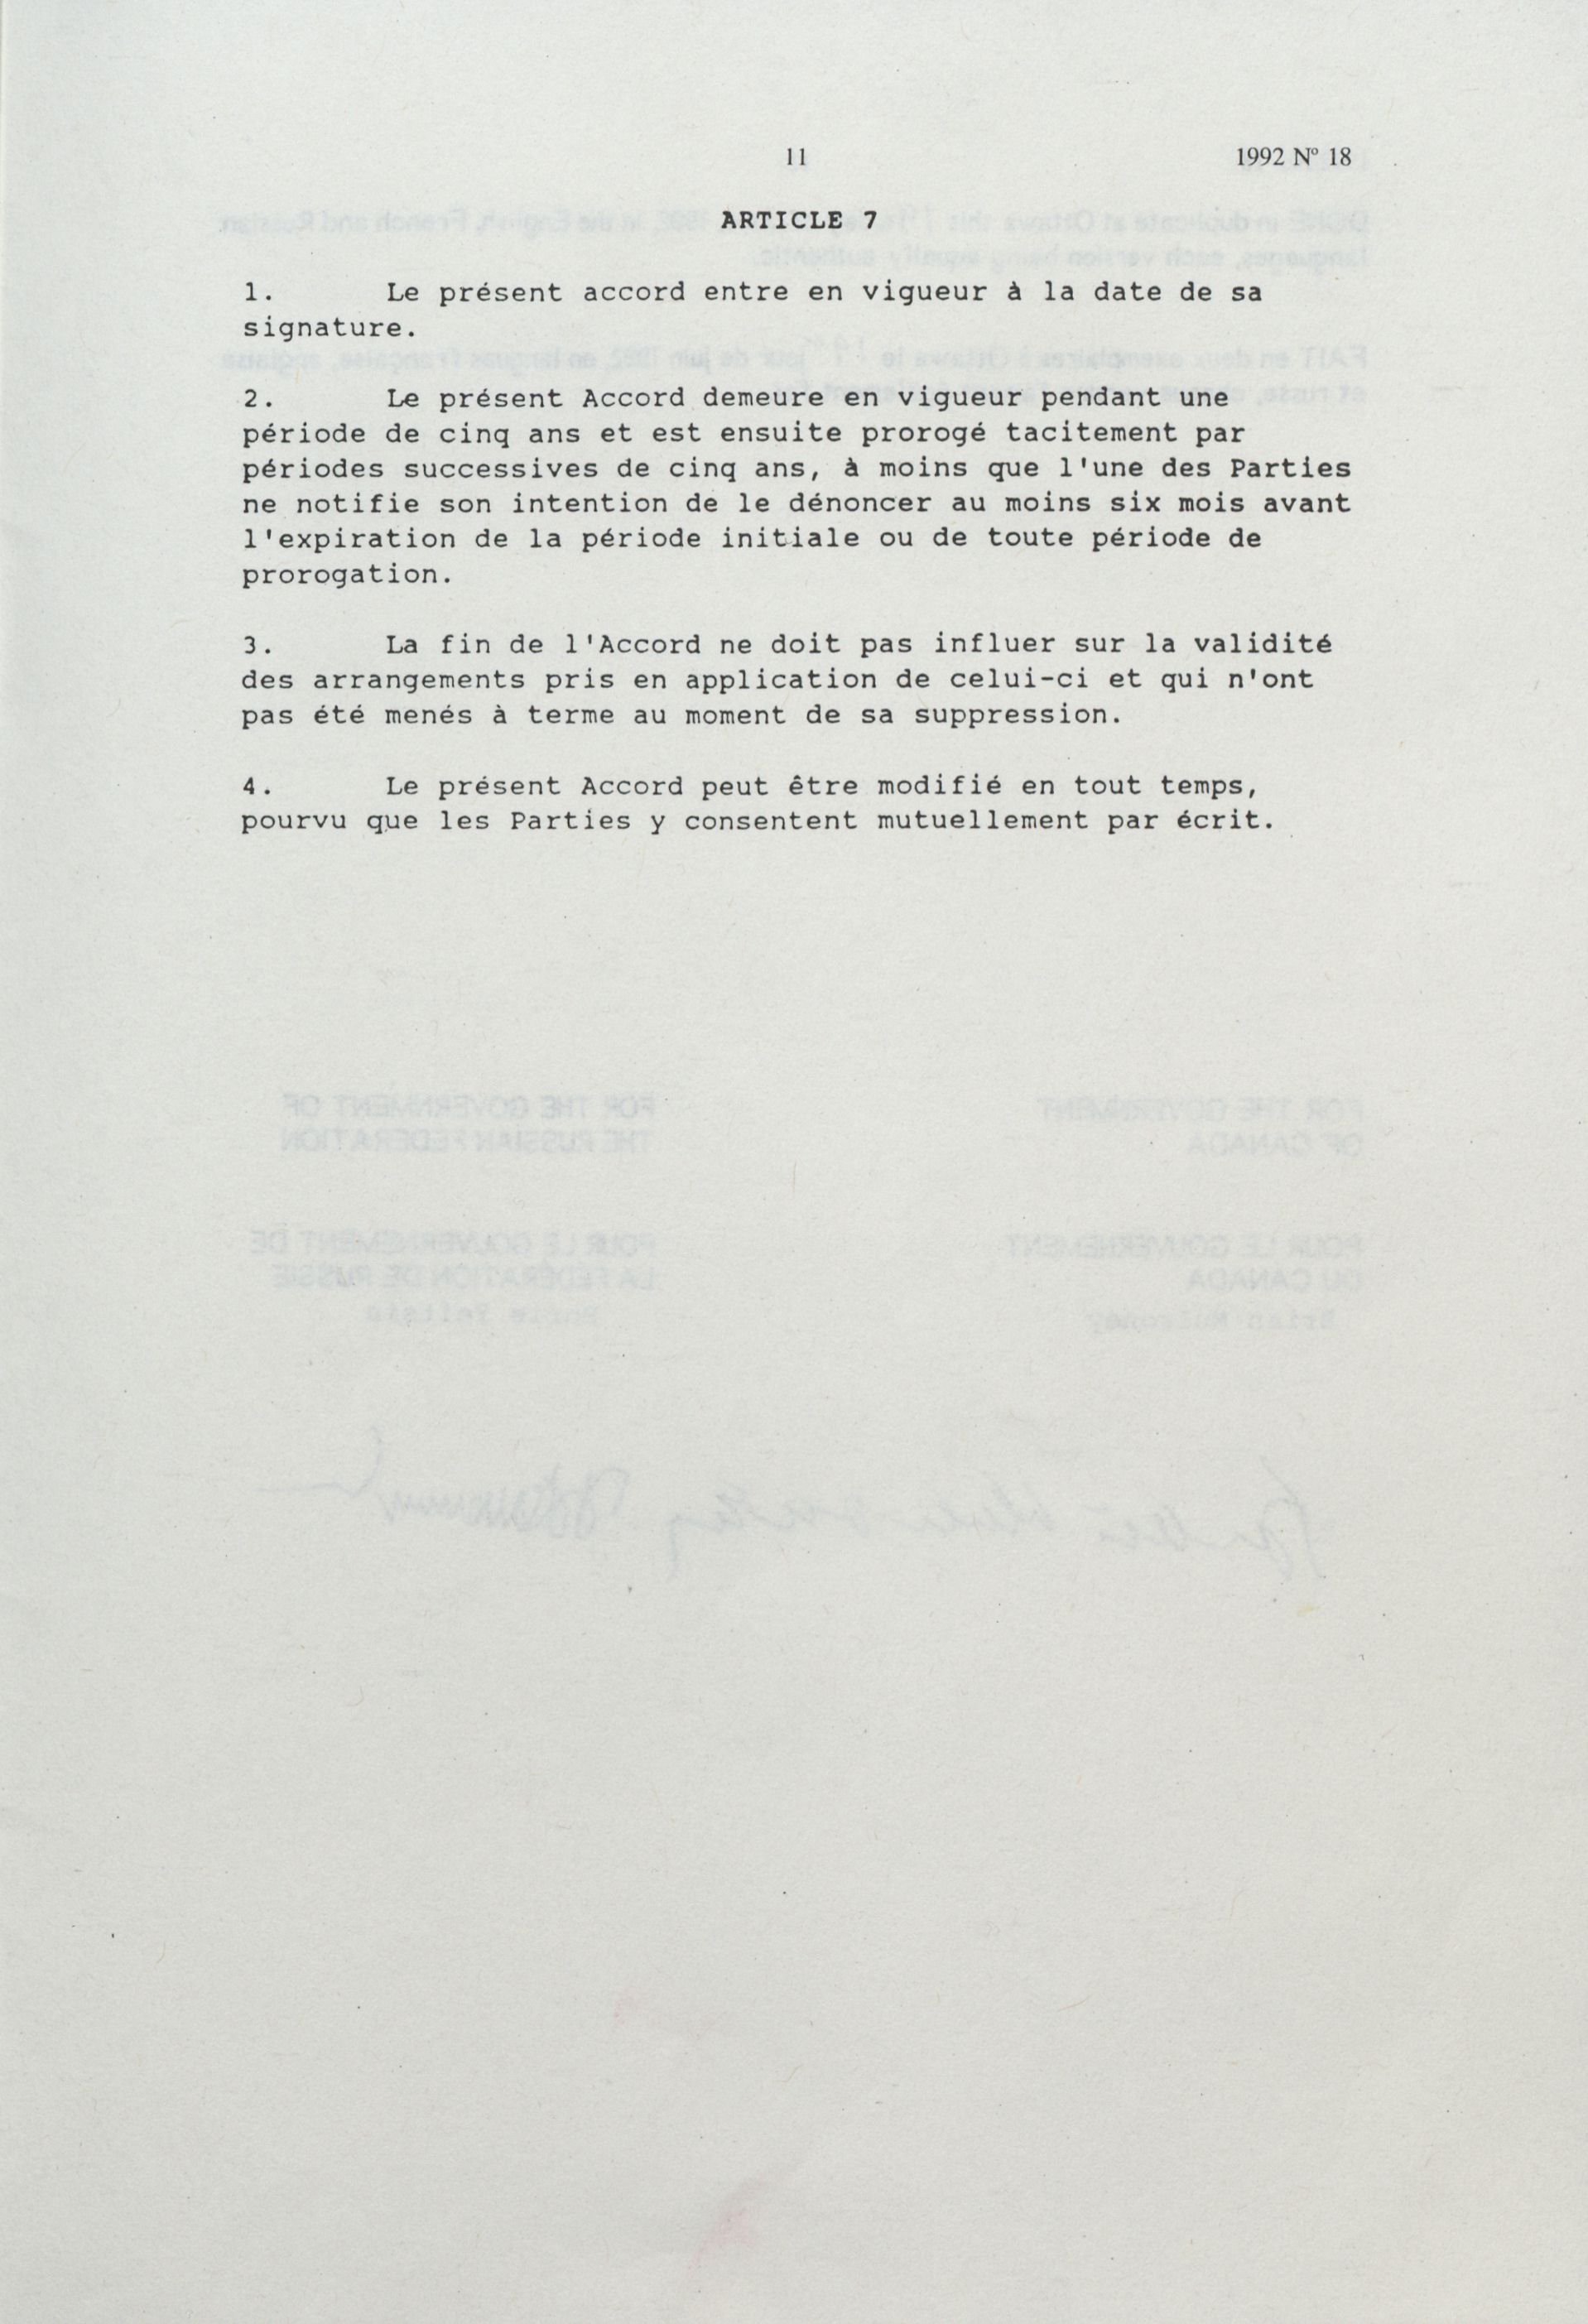 11
1992 Nº 18
ARTICLE 7
1. Le présent accord entre en vigueur à la date de sa
signature.
2. Le présent Accord demeure en vigueur pendant une
période de cinq ans et est ensuite prorogé tacitement par
périodes successives de cinq ans, à moins que l'une des Parties
ne notifie son intention de le dénoncer au moins six mois avant
l'expiration de la période initiale ou de toute période de
prorogation.
3. La fin de l'Accord ne doit pas influer sur la validité
des arrangements pris en application de celui-ci et qui n'ont
pas été menés à terme au moment de sa suppression.
4. Le présent Accord peut être modifié en tout temps,
pourvu que les Parties y consentent mutuellement par écrit.